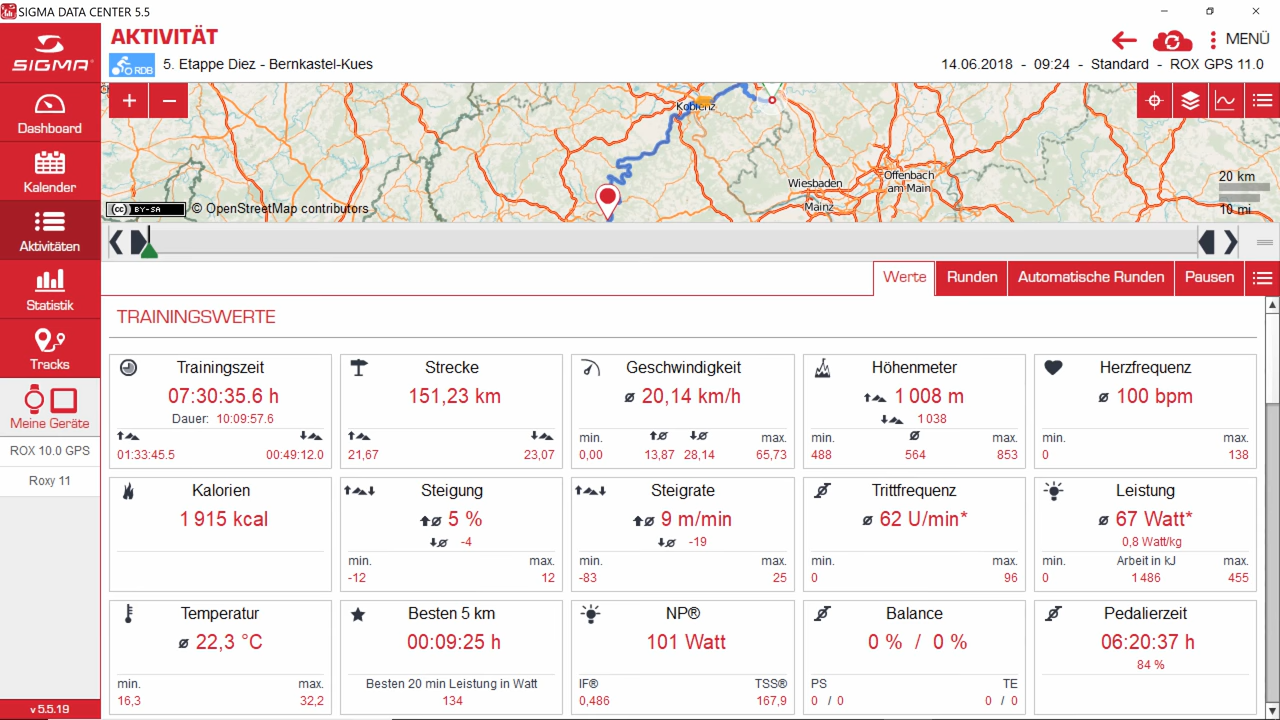 SIGMA DATA CENTER 5.5
SIGMA
AKTIVITÄT
MENÜ
RDB
5. Etappe Diez - Bernkastel-Kues
14.06.2018 - 09:24 - Standard - ROX GPS 11.0
Dashboard
Kalender
Aktivitäten
Statistik
Tracks
Meine Geräte
ROX 10.0 GPS
Roxy 11
v 5.5.19
+
−
Koblenz
Wiesbaden
Mainz
Offenbach
am Main
20 km
10 mi
cc BY-SA © OpenStreetMap contributors
Werte
Runden
Automatische Runden
Pausen
TRAININGSWERTE
Trainingszeit
07:30:35.6 h
Dauer: 10:09:57.6
01:33:45.5 00:49:12.0
Strecke
151,23 km
21,67 23,07
Geschwindigkeit
ø 20,14 km/h
min. ø ø max.
0,00 13,87 28,14 65,73
Höhenmeter
1 008 m
1 038
min. ø max.
488 564 853
Herzfrequenz
ø 100 bpm
min. max.
0 138
Kalorien
1 915 kcal
Steigung
ø 5 %
ø -4
min. max.
-12 12
Steigrate
ø 9 m/min
ø -19
min. max.
-83 25
Trittfrequenz
ø 62 U/min*
min. max.
0 96
Leistung
ø 67 Watt*
0,8 Watt/kg
min. Arbeit in kJ max.
0 1 486 455
Temperatur
ø 22,3 °C
min. max.
16,3 32,2
Besten 5 km
00:09:25 h
Besten 20 min Leistung in Watt
134
NP®
101 Watt
IF® TSS®
0,486 167,9
Balance
0 % / 0 %
PS TE
0 / 0 0 / 0
Pedalierzeit
06:20:37 h
84 %